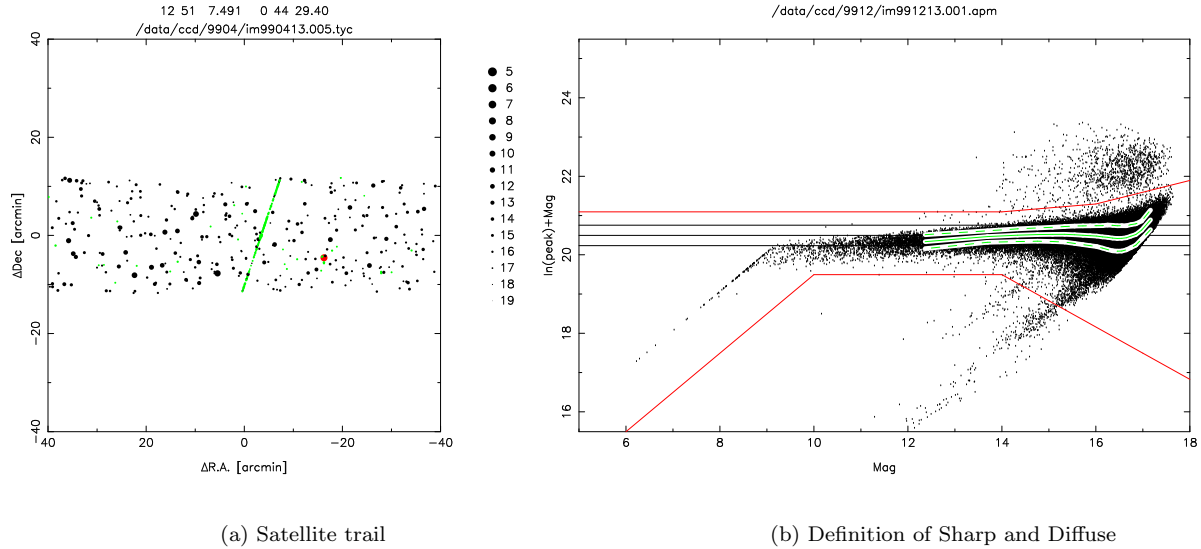 12 51 7.491 0 44 29.40
/data/ccd/9904/im990413.005.tyc
/data/ccd/9912/im991213.001.apm
40
20
0
−20
−40
ΔDec [arcmin]
40 20 0 −20 −40
ΔR.A. [arcmin]
5
6
7
8
9
10
11
12
13
14
15
16
17
18
19
24
22
20
18
16
ln(peak)+Mag
6 8 10 12 14 16 18
Mag
(a) Satellite trail
(b) Definition of Sharp and Diffuse